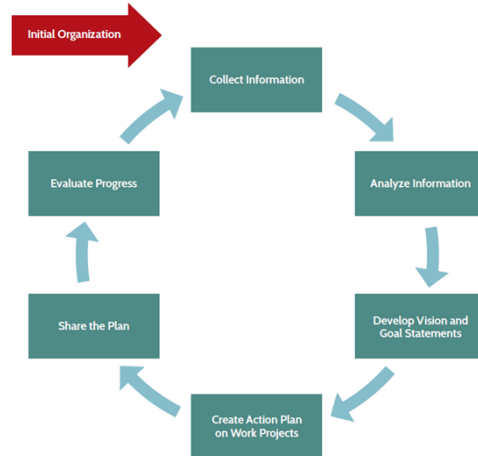 Initial Organization
Collect Information
Analyze Information
Develop Vision and
Goal Statements
Create Action Plan
on Work Projects
Share the Plan
Evaluate Progress